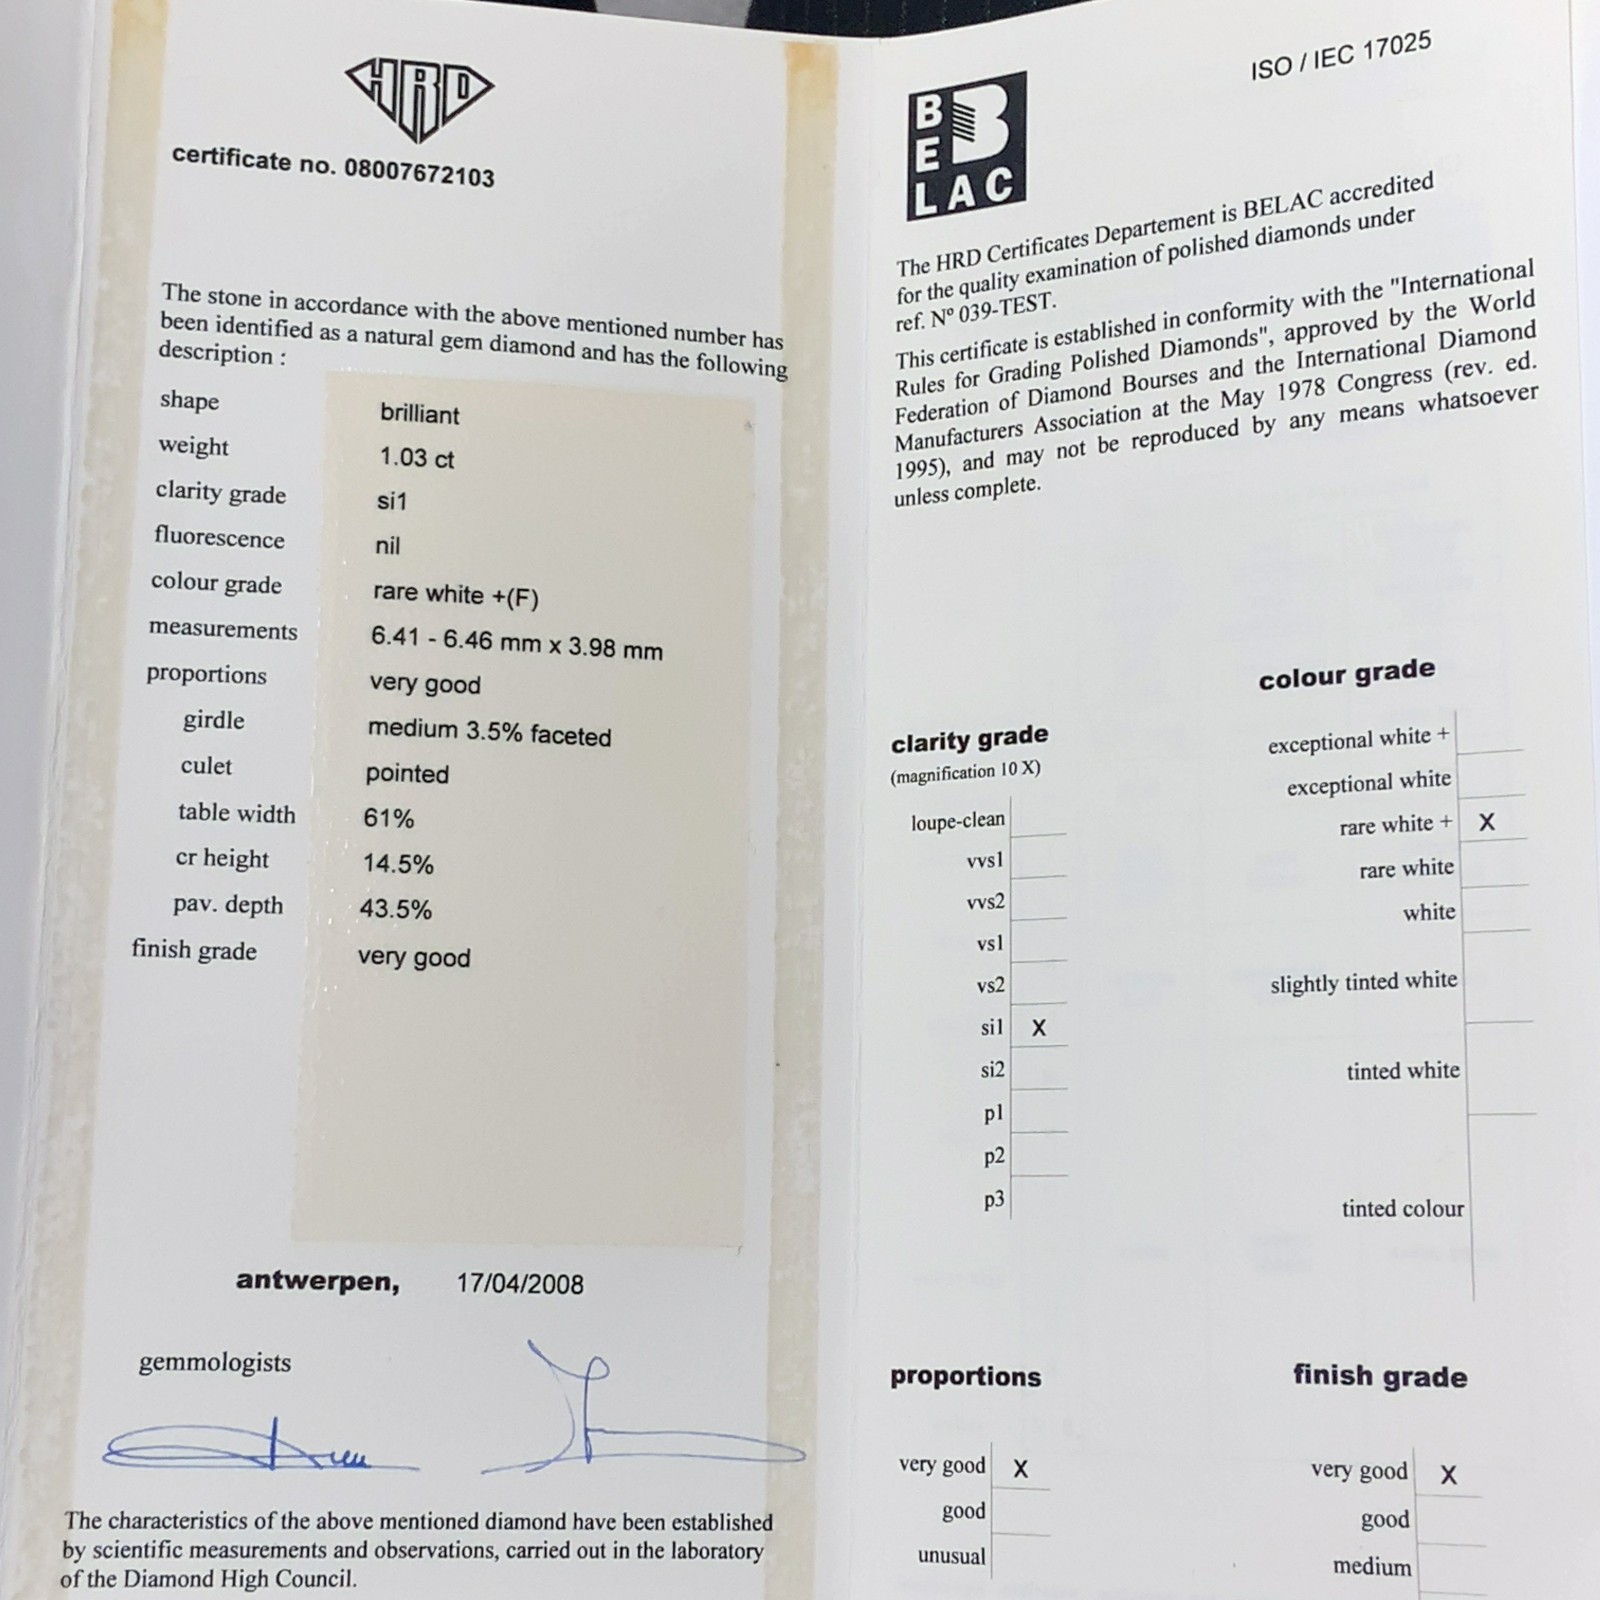 HRD
certificate no. 08007672103
The stone in accordance with the above mentioned number has
been identified as a natural gem diamond and has the following
description :
shape brilliant
weight 1.03 ct
clarity grade si1
fluorescence nil
colour grade rare white +(F)
measurements 6.41 - 6.46 mm x 3.98 mm
proportions very good
girdle medium 3.5% faceted
culet pointed
table width 61%
cr height 14.5%
pav. depth 43.5%
finish grade very good
antwerpen, 17/04/2008
gemmologists
The characteristics of the above mentioned diamond have been established
by scientific measurements and observations, carried out in the laboratory
of the Diamond High Council.
ISO / IEC 17025
B
BELAC
The HRD Certificates Departement is BELAC accredited
for the quality examination of polished diamonds under
ref. Nº 039-TEST.
This certificate is established in conformity with the "International
Rules for Grading Polished Diamonds", approved by the World
Federation of Diamond Bourses and the International Diamond
Manufacturers Association at the May 1978 Congress (rev. ed.
1995), and may not be reproduced by any means whatsoever
unless complete.
clarity grade
(magnification 10 X)
loupe-clean
vvs1
vvs2
vs1
vs2
si1 X
si2
p1
p2
p3
colour grade
exceptional white +
exceptional white
rare white + X
rare white
white
slightly tinted white
tinted white
tinted colour
proportions
very good X
good
unusual
finish grade
very good X
good
medium